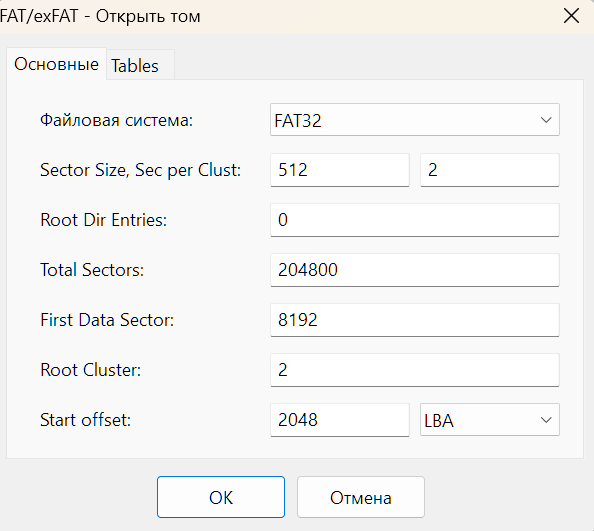 FAT/exFAT - Открыть том
Основные Tables
Файловая система: FAT32
Sector Size, Sec per Clust: 512 2
Root Dir Entries: 0
Total Sectors: 204800
First Data Sector: 8192
Root Cluster: 2
Start offset: 2048 LBA
OK Отмена